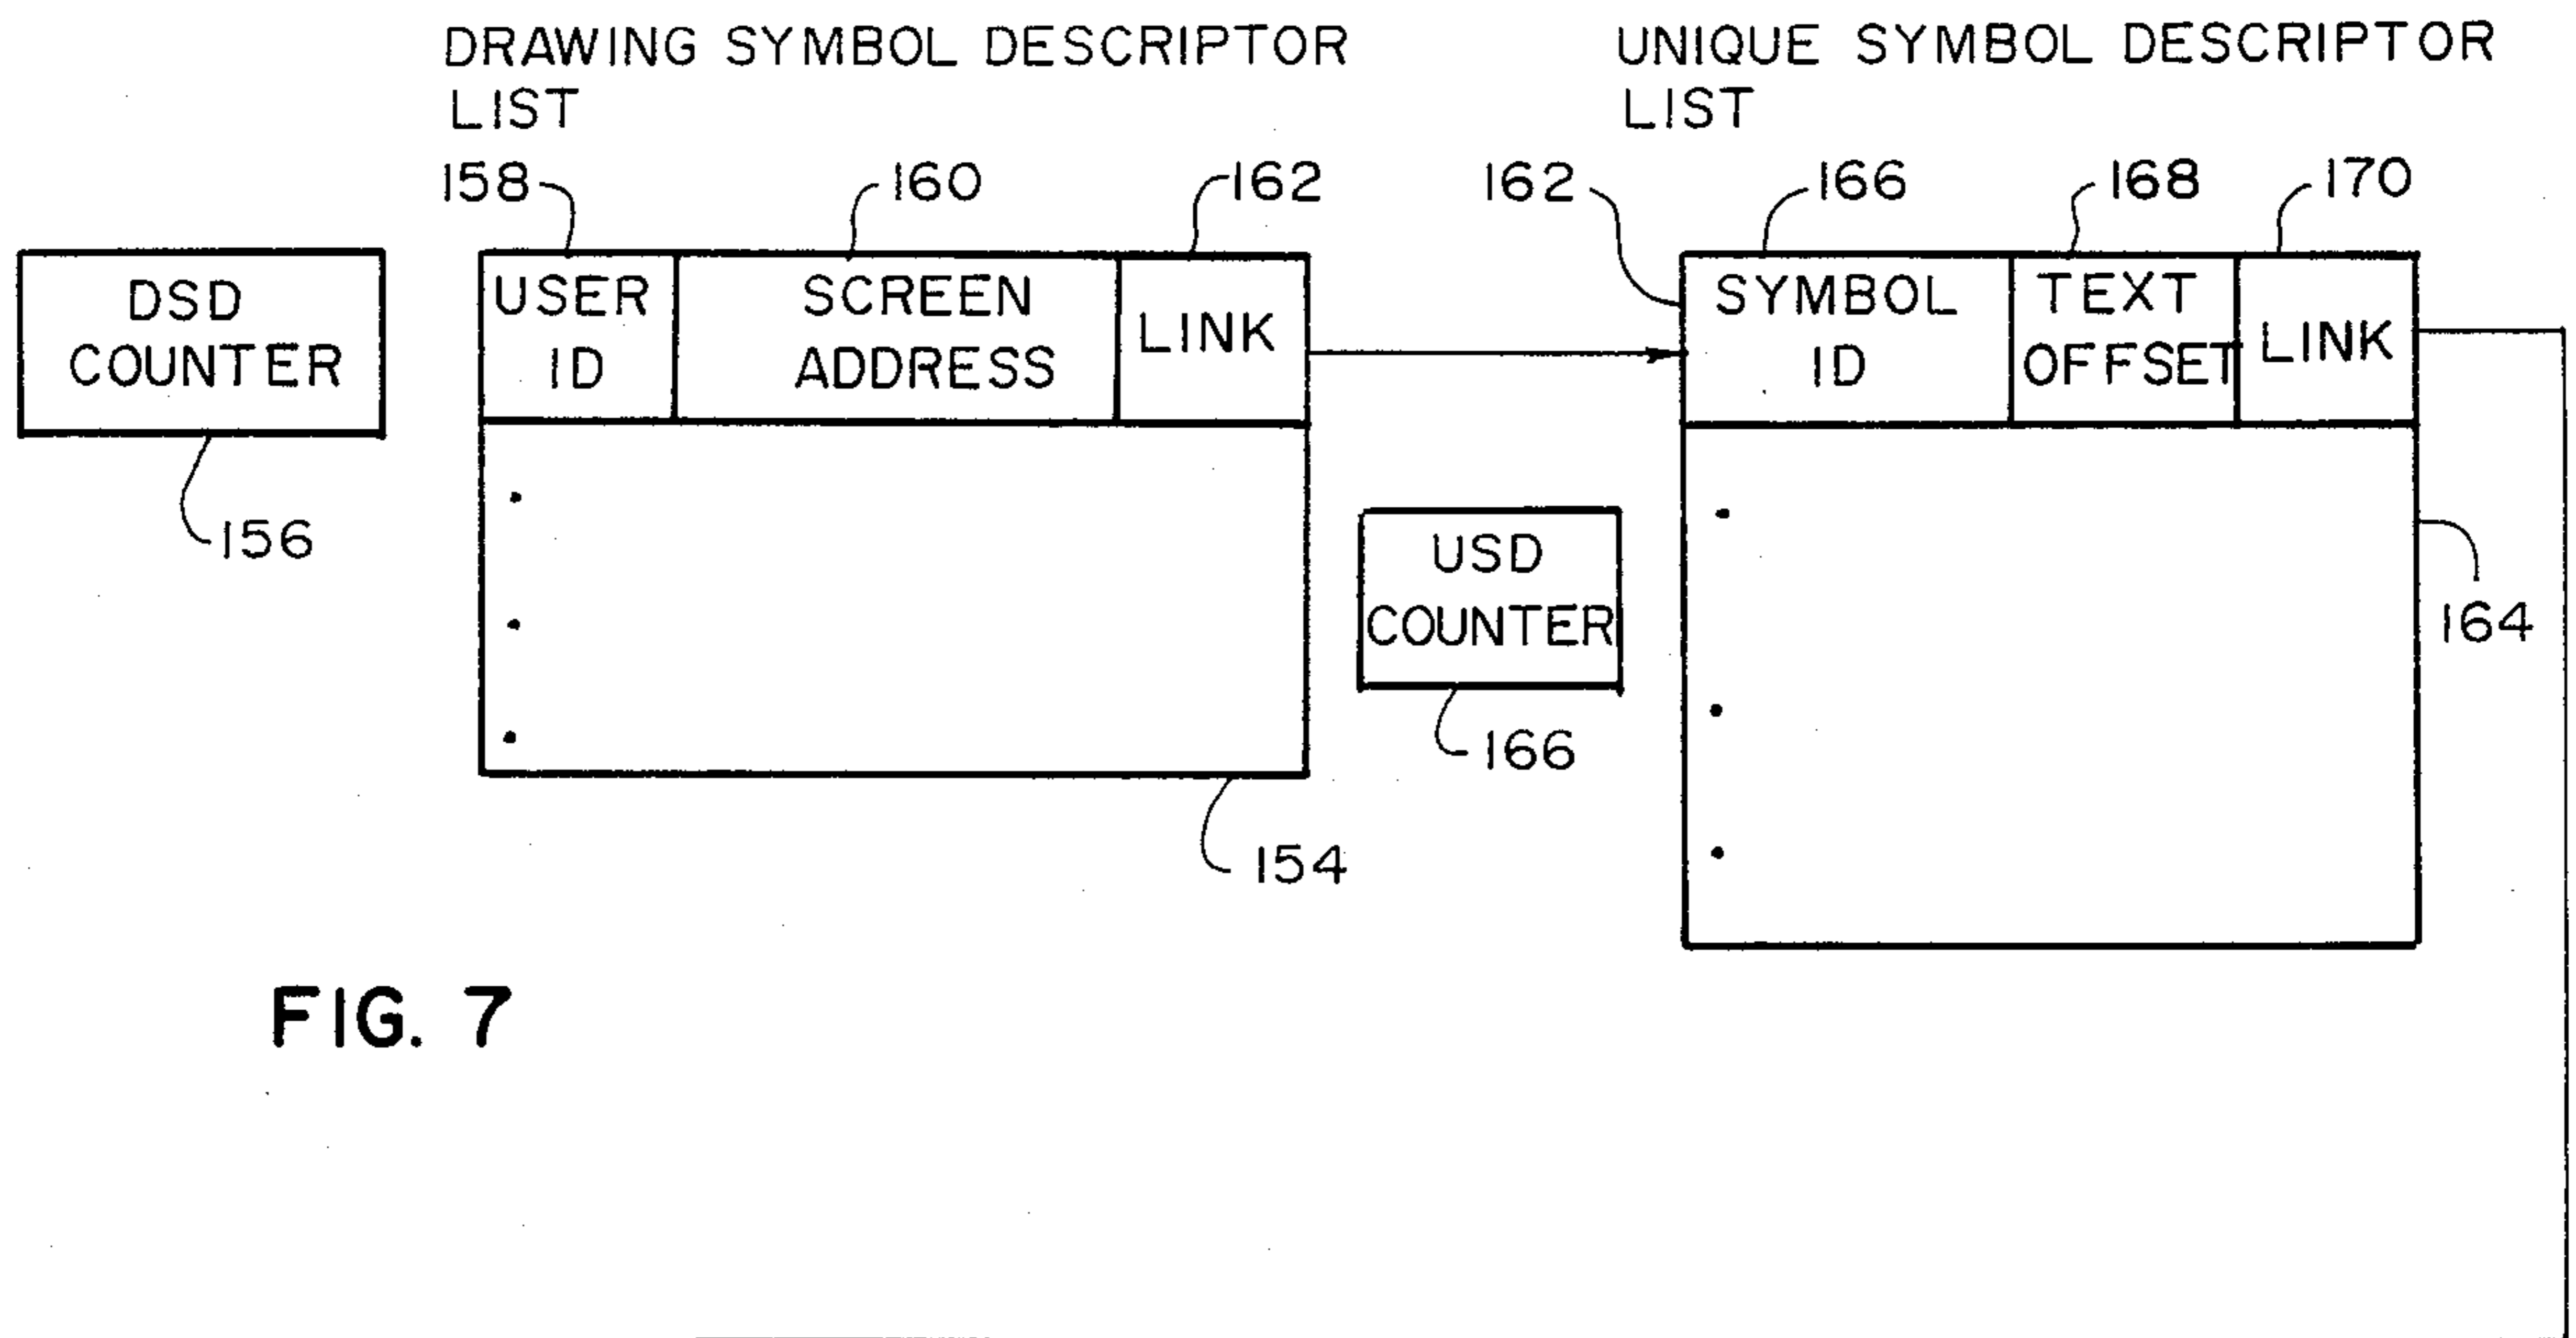 DRAWING SYMBOL DESCRIPTOR
LIST
UNIQUE SYMBOL DESCRIPTOR
LIST
158
160
162
162
166
168
170
DSD
COUNTER
156
USER
ID
SCREEN
ADDRESS
LINK
SYMBOL
ID
TEXT
OFFSET
LINK
USD
COUNTER
166
164
154
FIG. 7